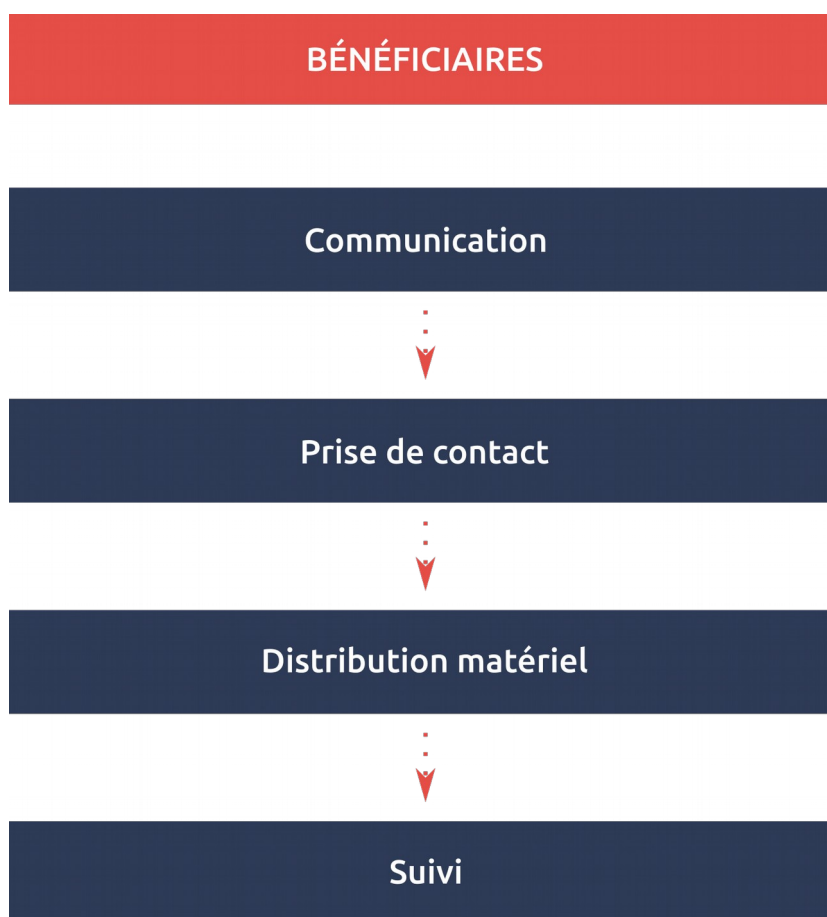 BÉNÉFICIAIRES
Communication
Prise de contact
Distribution matériel
Suivi